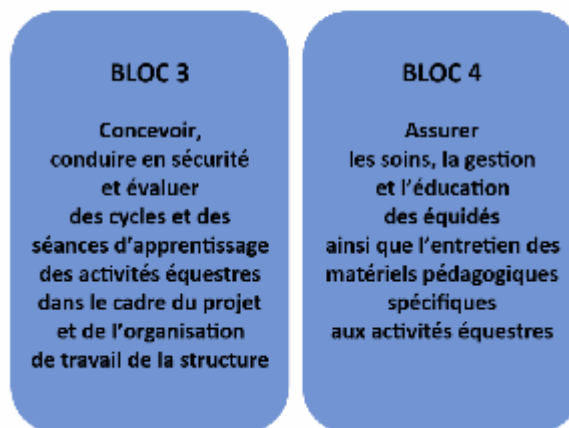 BLOC 3
Concevoir,
conduire en sécurité
et évaluer
des cycles et des
séances d'apprentissage
des activités équestres
dans le cadre du projet
et de l'organisation
de travail de la structure
BLOC 4
Assurer
les soins, la gestion
et l'éducation
des équidés
ainsi que l'entretien des
matériels pédagogiques
spécifiques
aux activités équestres